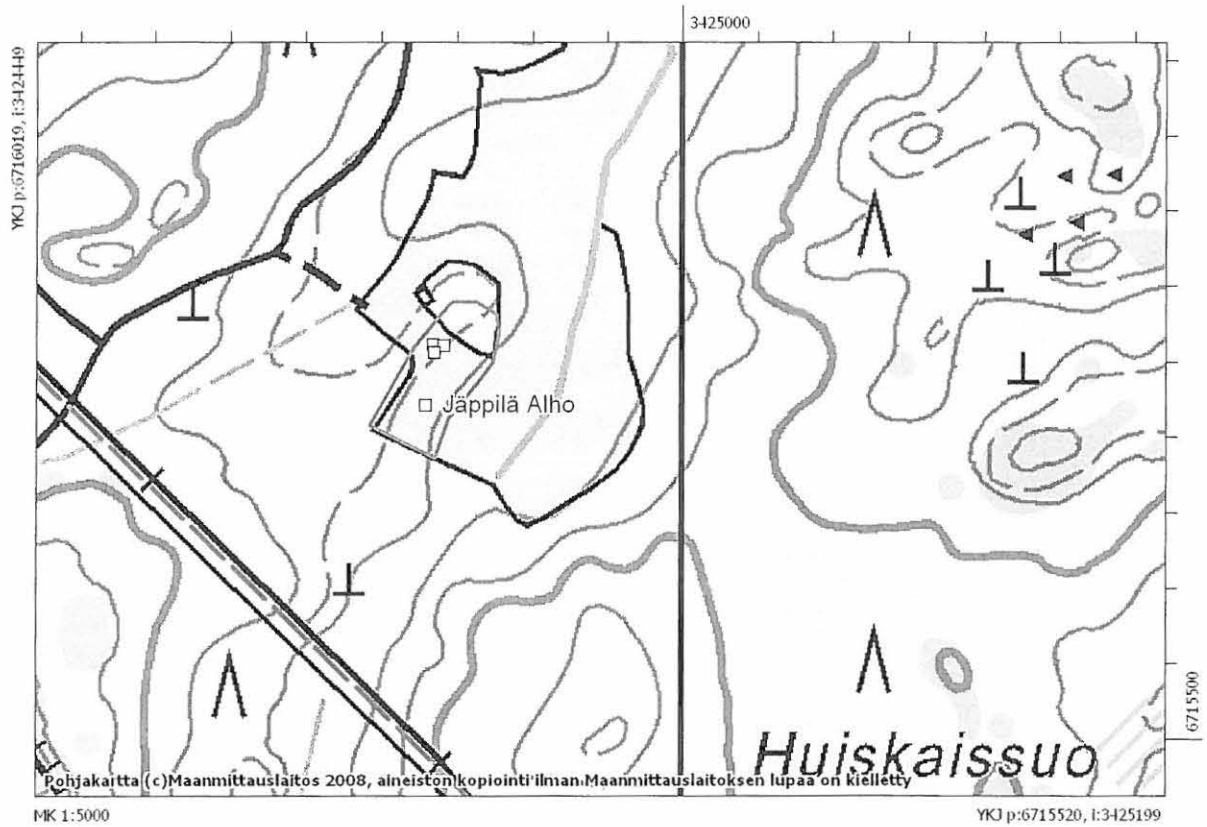 3425000
YKJ p:6716019, i:3424449
Jäppilä Alho
6715500
Huiskaissuo
Pohjakartta (c)Maanmittauslaitos 2008, aineiston kopiointi ilman Maanmittauslaitoksen lupaa on kielletty
MK 1:5000
YKJ p:6715520, i:3425199